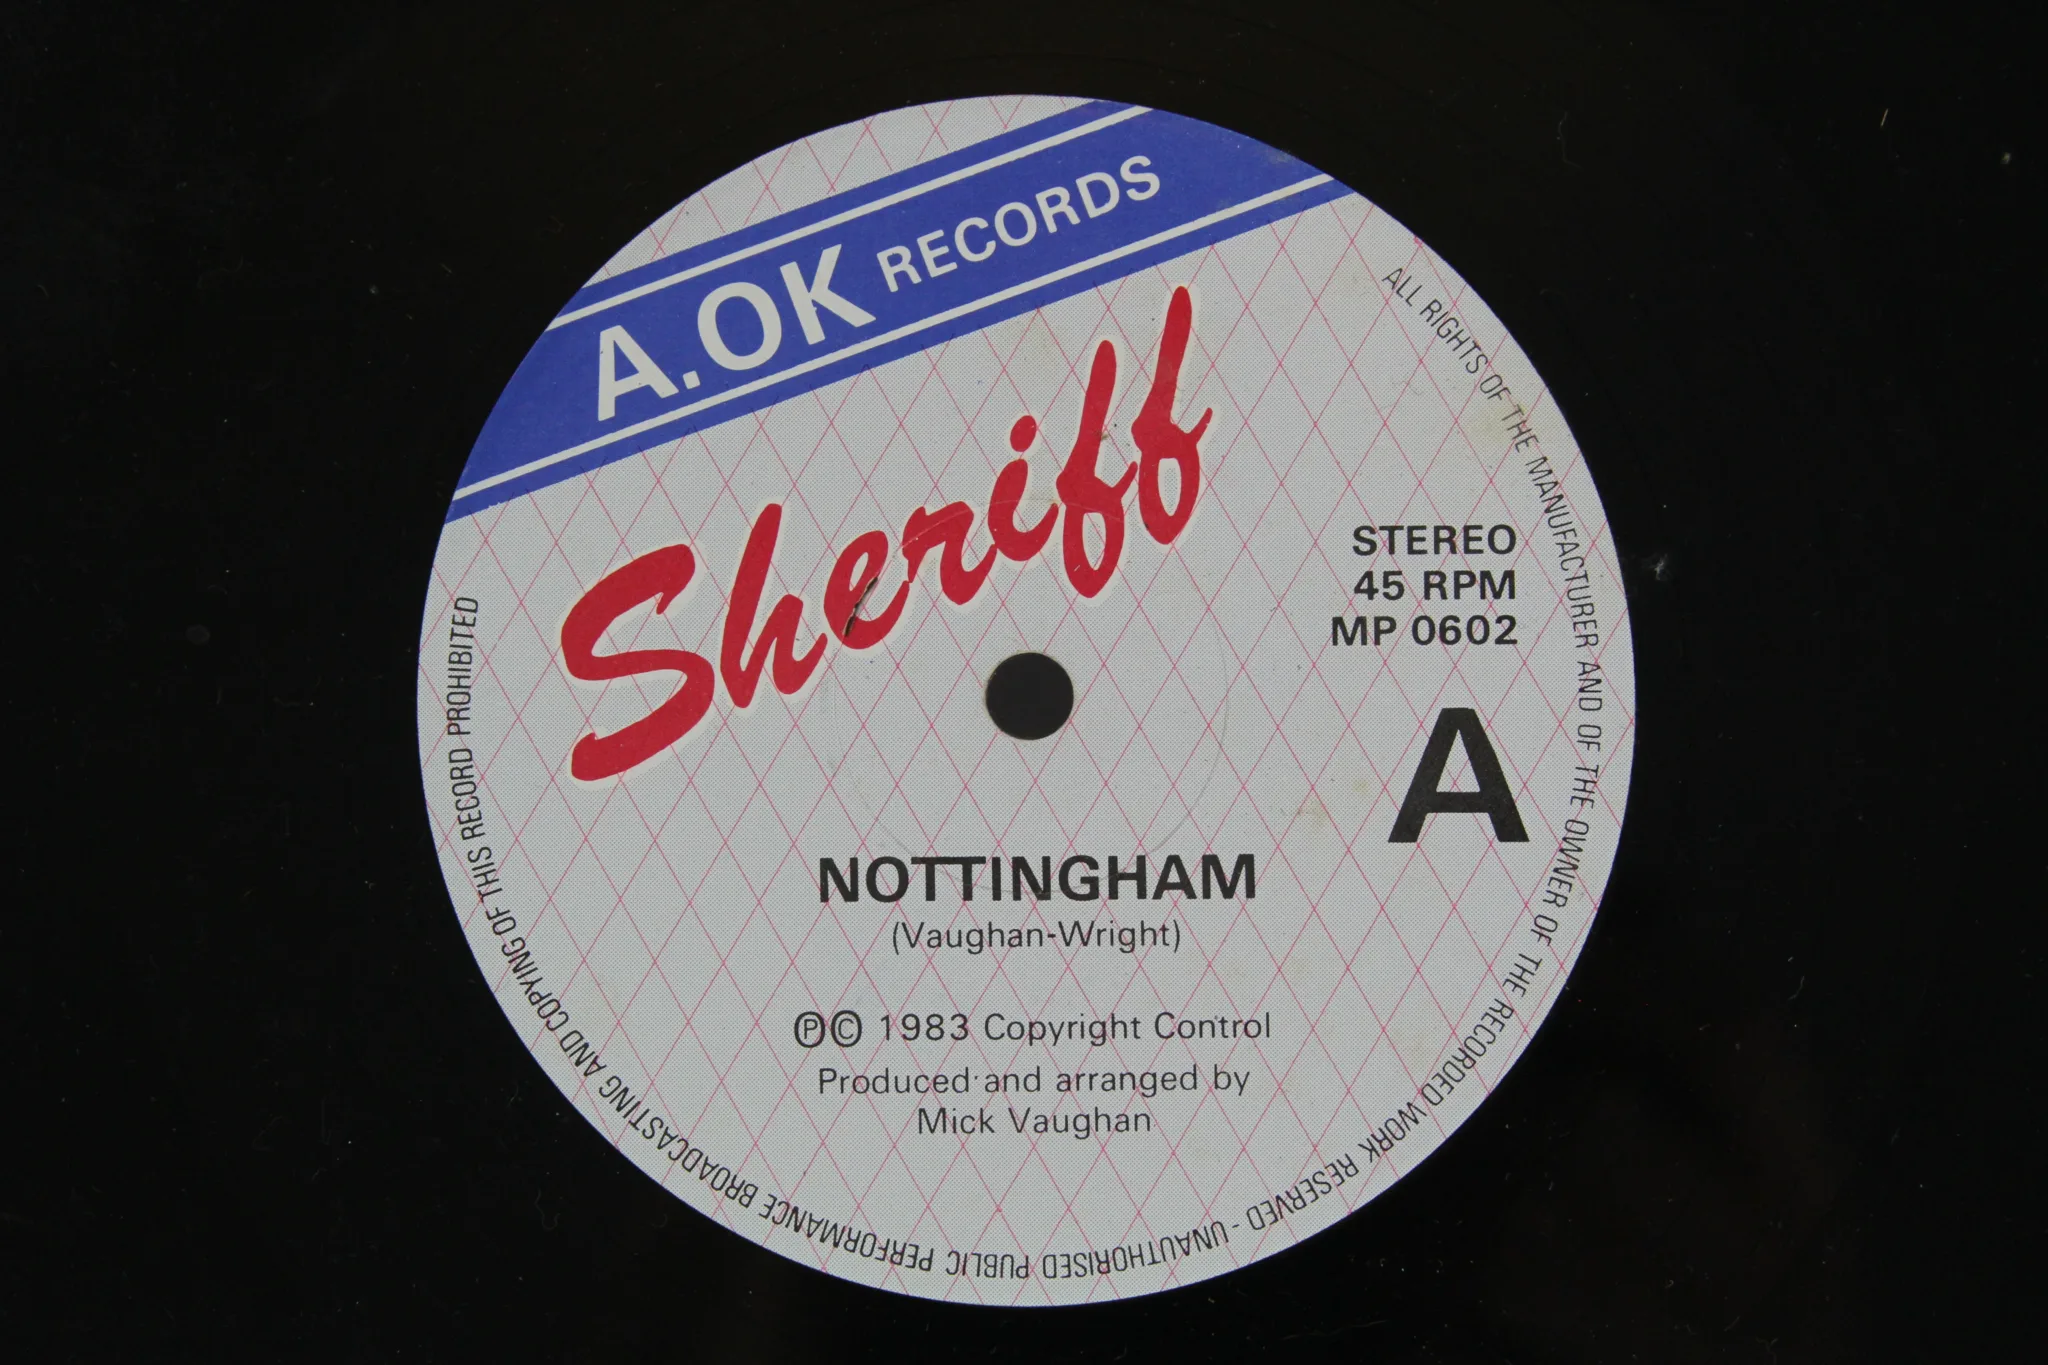 A.OK RECORDS
Sheriff
STEREO
45 RPM
MP 0602
A
NOTTINGHAM
(Vaughan-Wright)
℗© 1983 Copyright Control
Produced and arranged by
Mick Vaughan
ALL RIGHTS OF THE MANUFACTURER AND OF THE OWNER OF THE RECORDED WORK RESERVED - UNAUTHORISED PUBLIC PERFORMANCE BROADCASTING AND COPYING OF THIS RECORD PROHIBITED